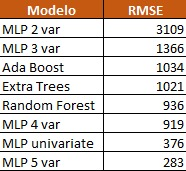 Modelo RMSE
MLP 2 var 3109
MLP 3 var 1366
Ada Boost 1034
Extra Trees 1021
Random Forest 936
MLP 4 var 919
MLP univariate 376
MLP 5 var 283